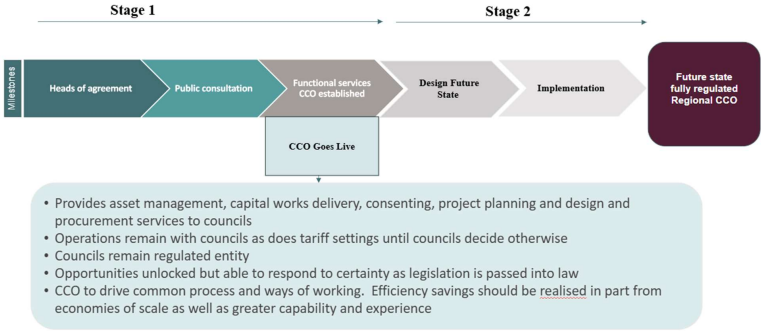 Stage 1
Stage 2
Milestones
Heads of agreement
Public consultation
Functional services
CCO established
Design Future
State
Implementation
Future state
fully regulated
Regional CCO
CCO Goes Live
• Provides asset management, capital works delivery, consenting, project planning and design and
procurement services to councils
• Operations remain with councils as does tariff settings until councils decide otherwise
• Councils remain regulated entity
• Opportunities unlocked but able to respond to certainty as legislation is passed into law
• CCO to drive common process and ways of working.  Efficiency savings should be realised in part from
economies of scale as well as greater capability and experience